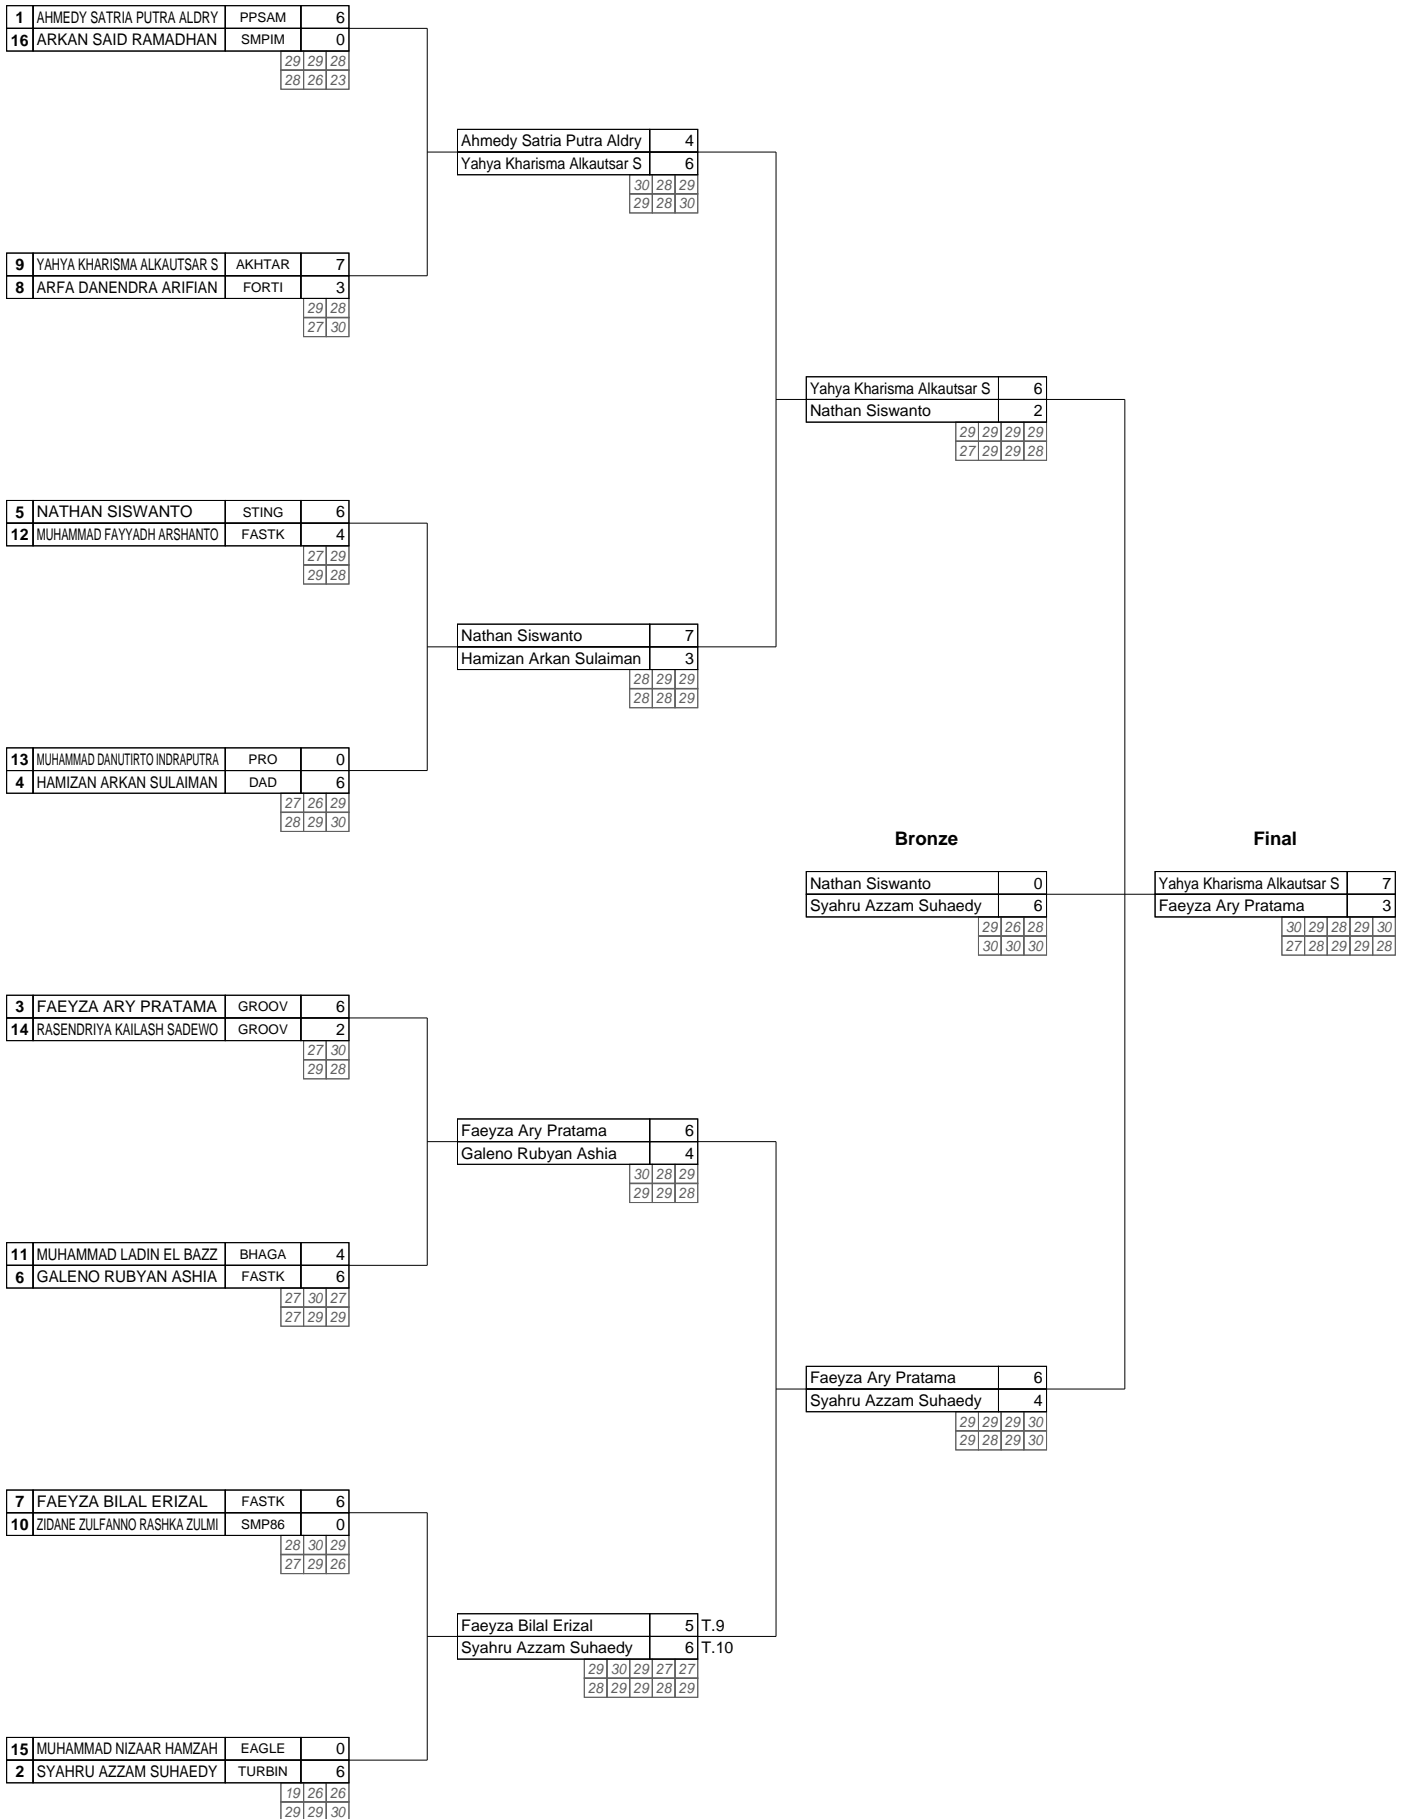 1 AHMEDY SATRIA PUTRA ALDRY PPSAM 6
16 ARKAN SAID RAMADHAN SMPIM 0
29 29 28
28 26 23
Ahmedy Satria Putra Aldry 4
Yahya Kharisma Alkautsar S 6
30 28 29
29 28 30
9 YAHYA KHARISMA ALKAUTSAR S AKHTAR 7
8 ARFA DANENDRA ARIFIAN FORTI 3
29 28
27 30
Yahya Kharisma Alkautsar S 6
Nathan Siswanto 2
29 29 29 29
27 29 29 28
5 NATHAN SISWANTO STING 6
12 MUHAMMAD FAYYADH ARSHANTO FASTK 4
27 29
29 28
Nathan Siswanto 7
Hamizan Arkan Sulaiman 3
28 29 29
28 28 29
13 MUHAMMAD DANUTIRTO INDRAPUTRA PRO 0
4 HAMIZAN ARKAN SULAIMAN DAD 6
27 26 29
28 29 30
Bronze Final
Nathan Siswanto 0
Syahru Azzam Suhaedy 6
29 26 28
30 30 30
Yahya Kharisma Alkautsar S 7
Faeyza Ary Pratama 3
30 29 28 29 30
27 28 29 29 28
3 FAEYZA ARY PRATAMA GROOV 6
14 RASENDRIYA KAILASH SADEWO GROOV 2
27 30
29 28
Faeyza Ary Pratama 6
Galeno Rubyan Ashia 4
30 28 29
29 29 28
11 MUHAMMAD LADIN EL BAZZ BHAGA 4
6 GALENO RUBYAN ASHIA FASTK 6
27 30 27
27 29 29
Faeyza Ary Pratama 6
Syahru Azzam Suhaedy 4
29 29 29 30
29 28 29 30
7 FAEYZA BILAL ERIZAL FASTK 6
10 ZIDANE ZULFANNO RASHKA ZULMI SMP86 0
28 30 29
27 29 26
Faeyza Bilal Erizal 5 T.9
Syahru Azzam Suhaedy 6 T.10
29 30 29 27 27
28 29 29 28 29
15 MUHAMMAD NIZAAR HAMZAH EAGLE 0
2 SYAHRU AZZAM SUHAEDY TURBIN 6
19 26 26
29 29 30